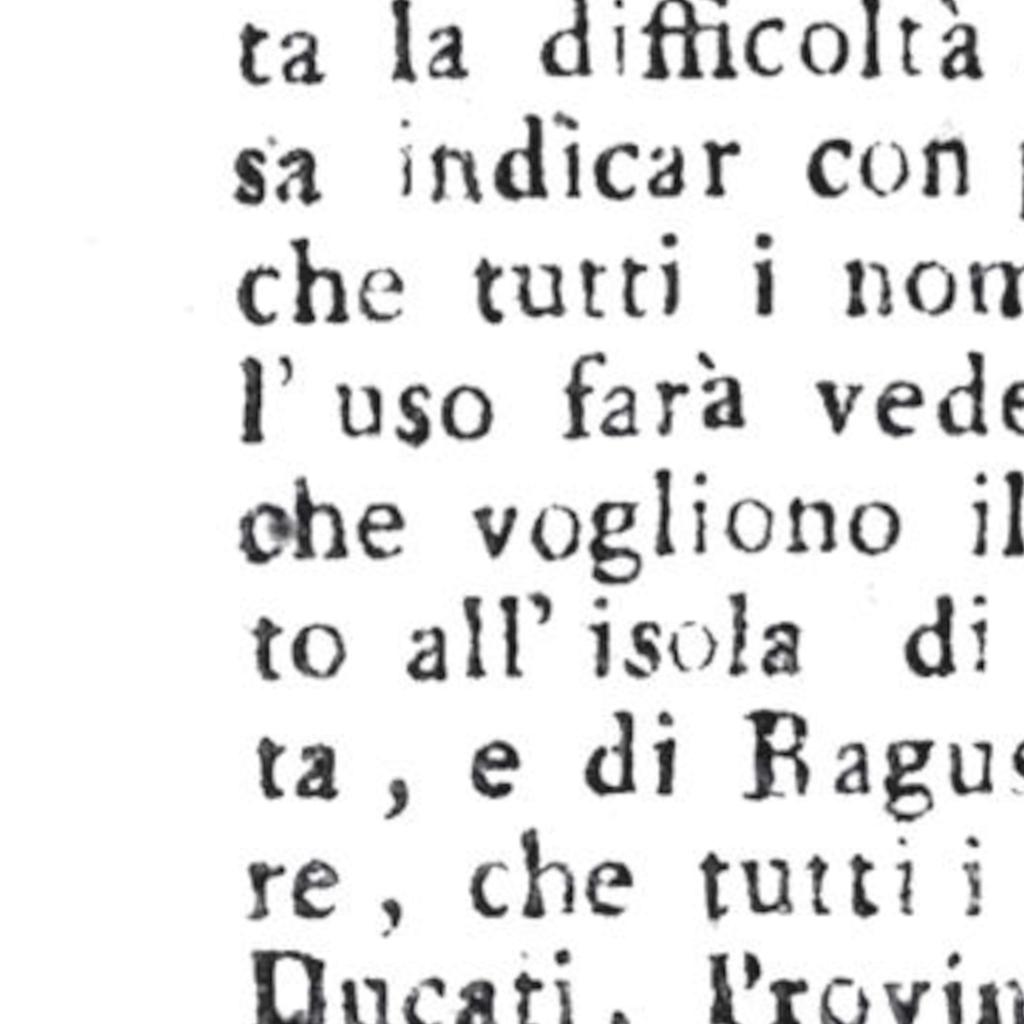 ta la difficoltà
sa indicar con
che tutti i nom
l' uso farà vede
che vogliono il
to all' isola di
ta, e di Ragus
re, che tutti i
Ducati, Provin